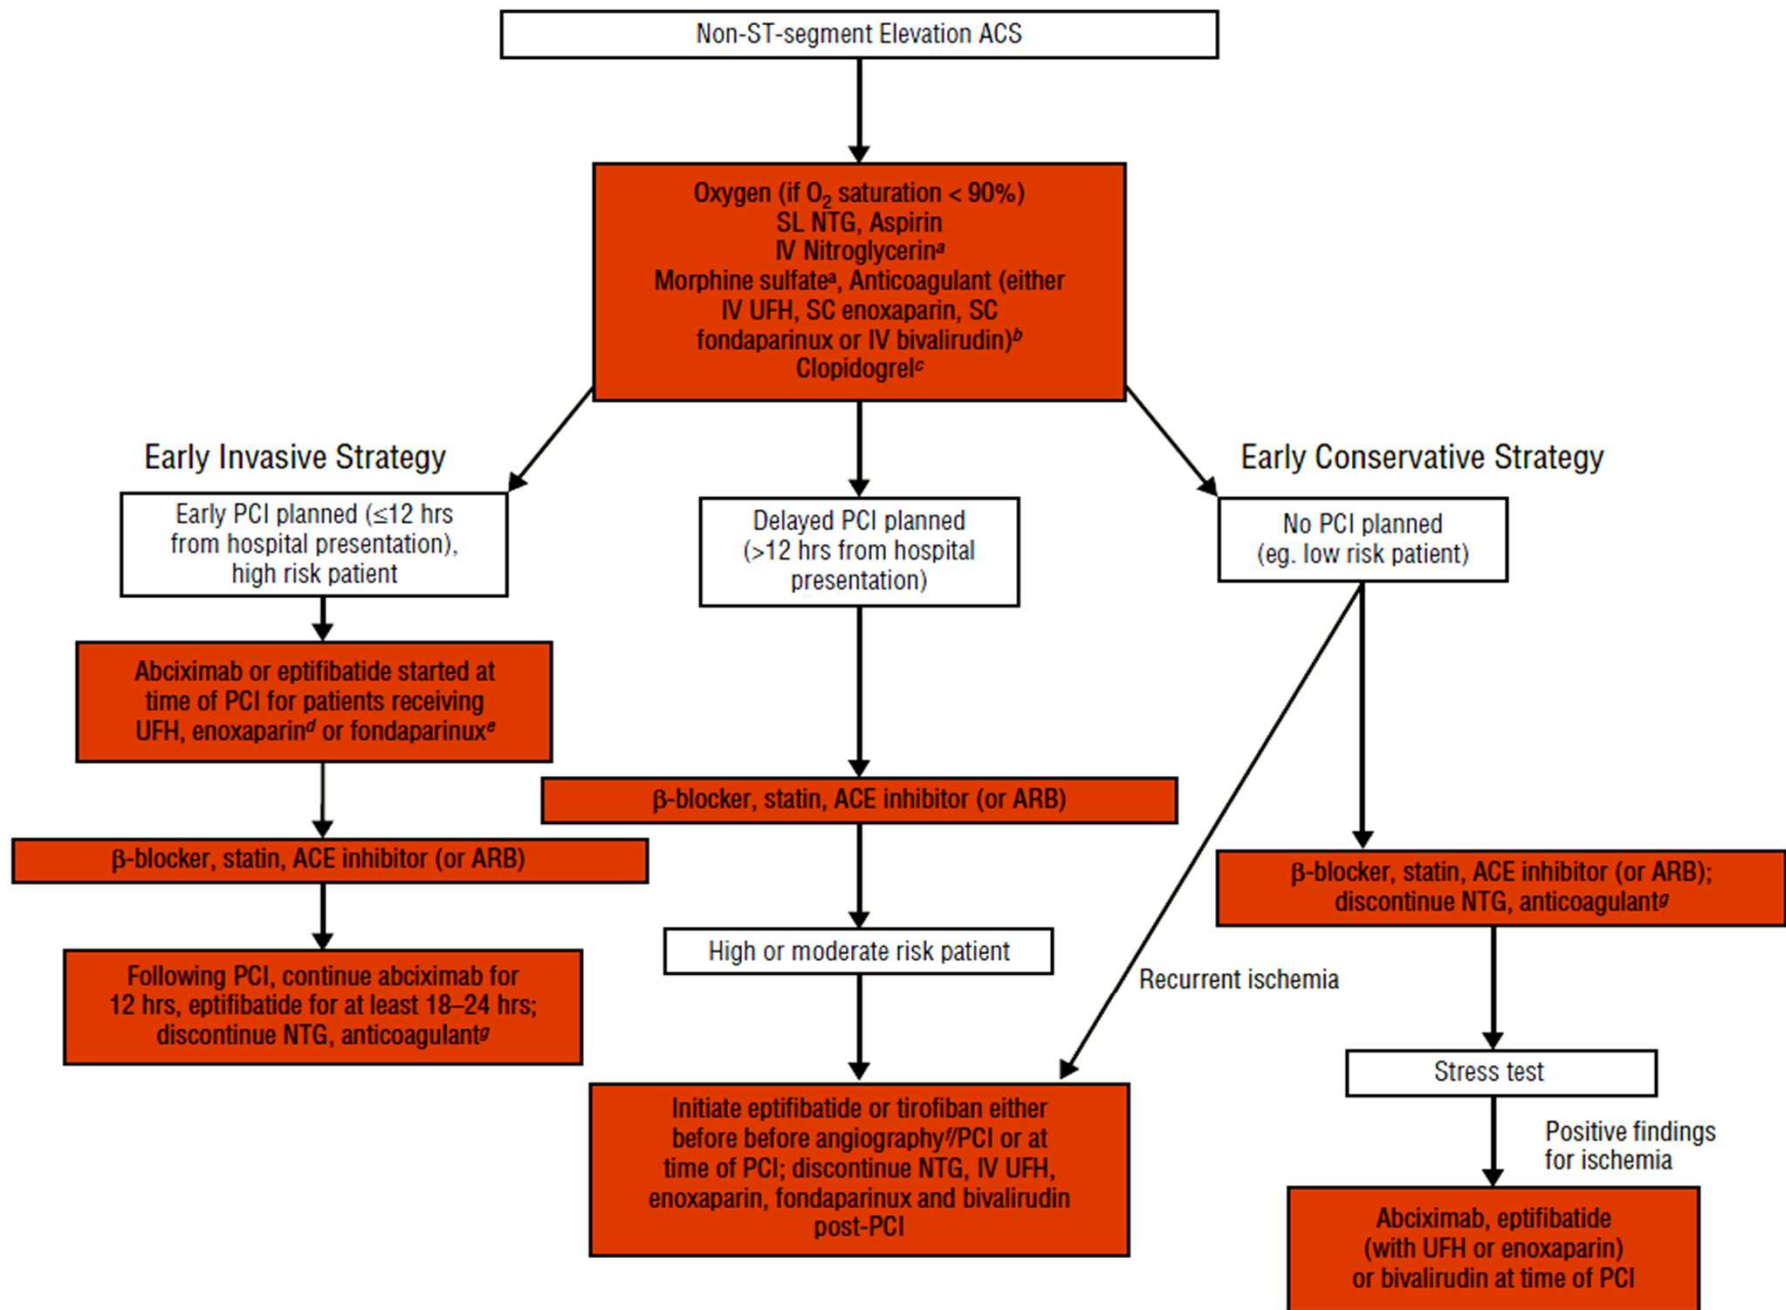 Non-ST-segment Elevation ACS
Oxygen (if O₂ saturation < 90%)
SL NTG, Aspirin
IV Nitroglycerinᵃ
Morphine sulfateᵃ, Anticoagulant (either
IV UFH, SC enoxaparin, SC
fondaparinux or IV bivalirudin)ᵇ
Clopidogrelᶜ
Early Invasive Strategy
Early PCI planned (≤12 hrs
from hospital presentation),
high risk patient
Abciximab or eptifibatide started at
time of PCI for patients receiving
UFH, enoxaparinᵈ or fondaparinuxᵉ
β-blocker, statin, ACE inhibitor (or ARB)
Following PCI, continue abciximab for
12 hrs, eptifibatide for at least 18–24 hrs;
discontinue NTG, anticoagulantᵍ
Delayed PCI planned
(>12 hrs from hospital
presentation)
β-blocker, statin, ACE inhibitor (or ARB)
High or moderate risk patient
Initiate eptifibatide or tirofiban either
before before angiographyᶠ/PCI or at
time of PCI; discontinue NTG, IV UFH,
enoxaparin, fondaparinux and bivalirudin
post-PCI
Early Conservative Strategy
No PCI planned
(eg. low risk patient)
Recurrent ischemia
β-blocker, statin, ACE inhibitor (or ARB);
discontinue NTG, anticoagulantᵍ
Stress test
Positive findings
for ischemia
Abciximab, eptifibatide
(with UFH or enoxaparin)
or bivalirudin at time of PCI